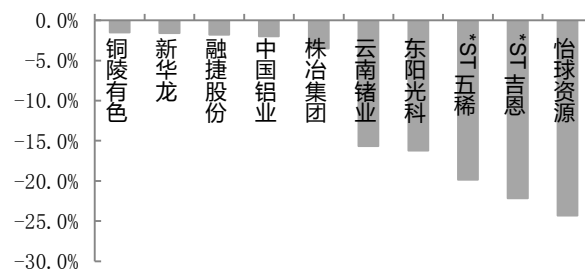 0.0%
-5.0%
-10.0%
-15.0%
-20.0%
-25.0%
-30.0%
铜陵有色
新华龙
融捷股份
中国铝业
株冶集团
云南锗业
东阳光科
*ST五稀
*ST吉恩
怡球资源